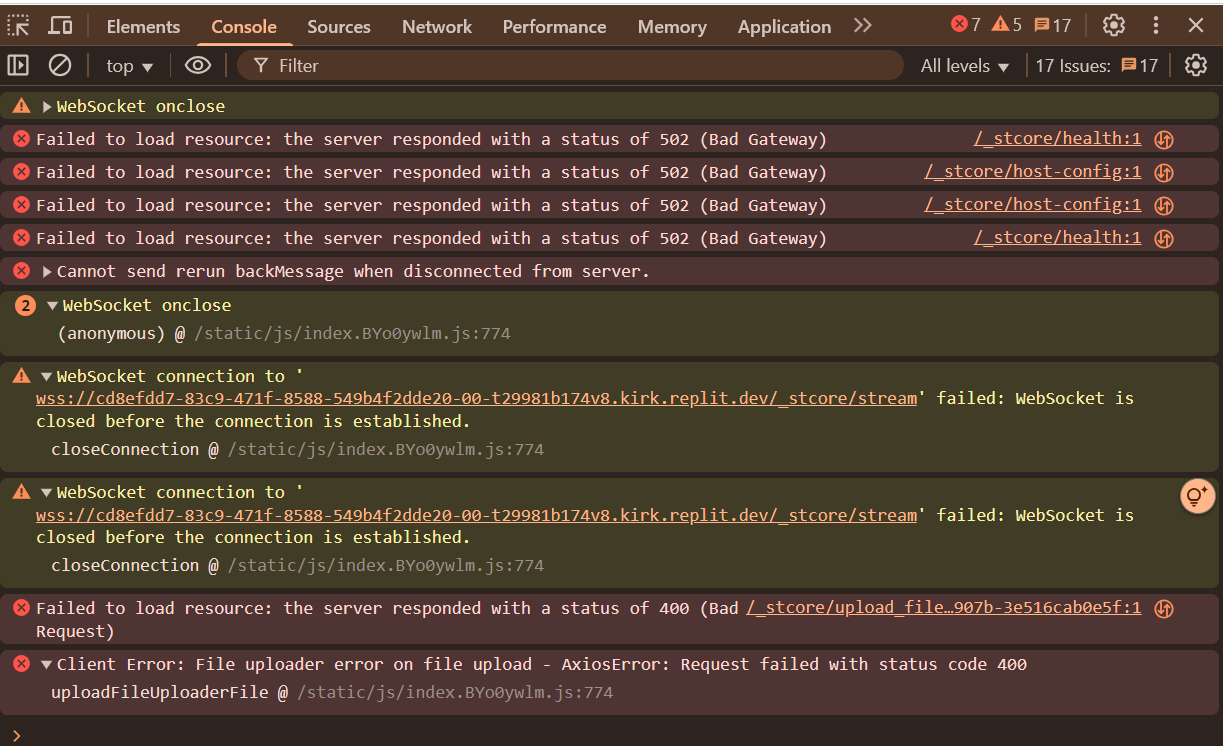 Elements Console Sources Network Performance Memory Application 7 5 17
top Filter All levels 17 Issues: 17
WebSocket onclose
Failed to load resource: the server responded with a status of 502 (Bad Gateway) /_stcore/health:1
Failed to load resource: the server responded with a status of 502 (Bad Gateway) /_stcore/host-config:1
Failed to load resource: the server responded with a status of 502 (Bad Gateway) /_stcore/host-config:1
Failed to load resource: the server responded with a status of 502 (Bad Gateway) /_stcore/health:1
Cannot send rerun backMessage when disconnected from server.
2 WebSocket onclose
(anonymous) @ /static/js/index.BYo0ywlm.js:774
WebSocket connection to '
wss://cd8efdd7-83c9-471f-8588-549b4f2dde20-00-t29981b174v8.kirk.replit.dev/_stcore/stream' failed: WebSocket is
closed before the connection is established.
closeConnection @ /static/js/index.BYo0ywlm.js:774
WebSocket connection to '
wss://cd8efdd7-83c9-471f-8588-549b4f2dde20-00-t29981b174v8.kirk.replit.dev/_stcore/stream' failed: WebSocket is
closed before the connection is established.
closeConnection @ /static/js/index.BYo0ywlm.js:774
Failed to load resource: the server responded with a status of 400 (Bad /_stcore/upload_file…907b-3e516cab0e5f:1
Request)
Client Error: File uploader error on file upload - AxiosError: Request failed with status code 400
uploadFileUploaderFile @ /static/js/index.BYo0ywlm.js:774